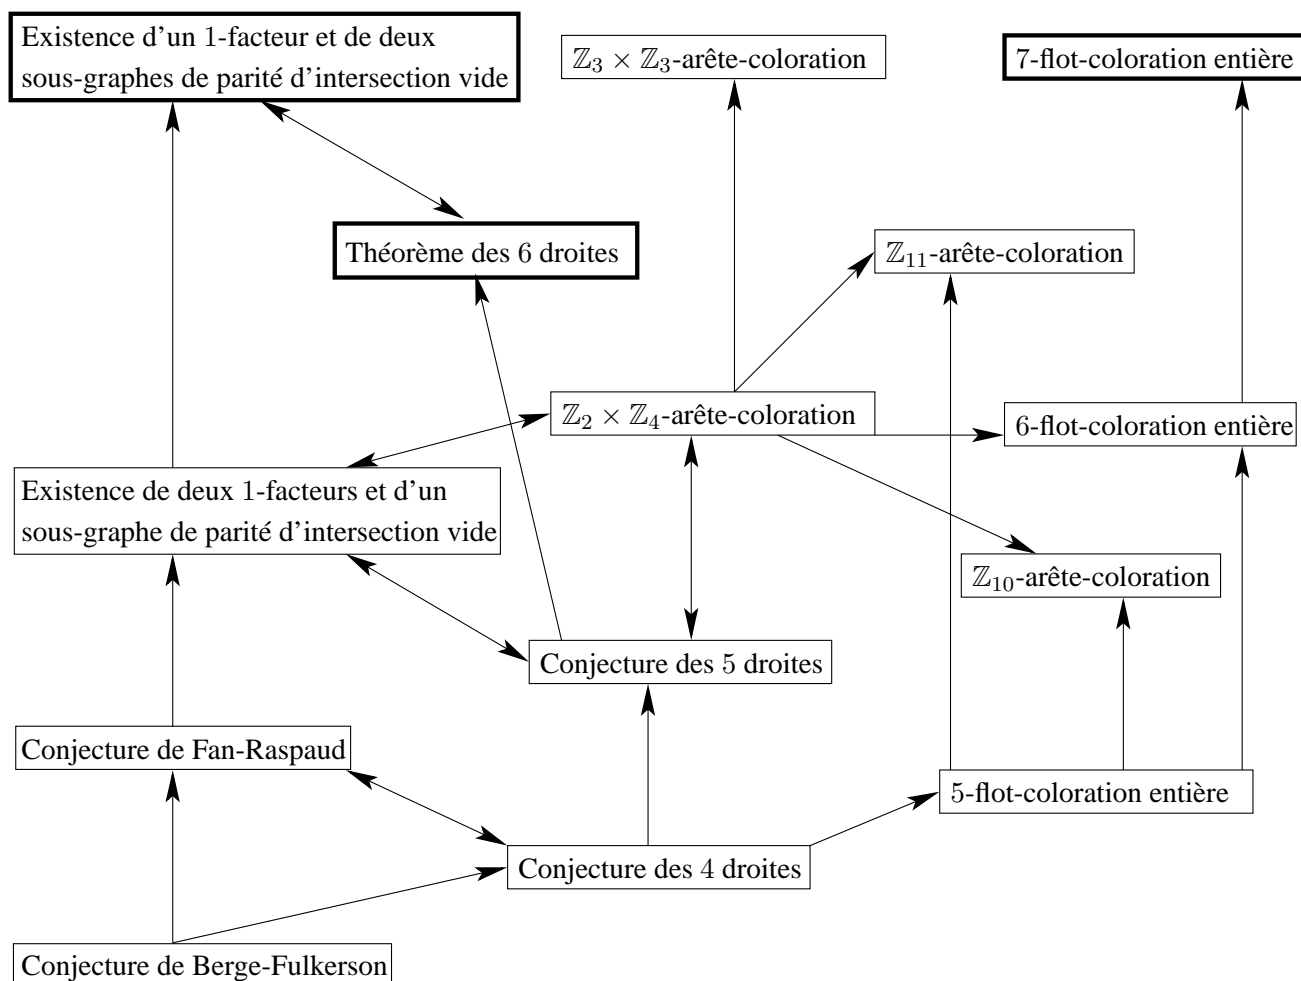 Existence d'un 1-facteur et de deux
sous-graphes de parité d'intersection vide
ℤ₃ × ℤ₃-arête-coloration
7-flot-coloration entière
Théorème des 6 droites
ℤ₁₁-arête-coloration
ℤ₂ × ℤ₄-arête-coloration
6-flot-coloration entière
Existence de deux 1-facteurs et d'un
sous-graphe de parité d'intersection vide
ℤ₁₀-arête-coloration
Conjecture des 5 droites
Conjecture de Fan-Raspaud
5-flot-coloration entière
Conjecture des 4 droites
Conjecture de Berge-Fulkerson